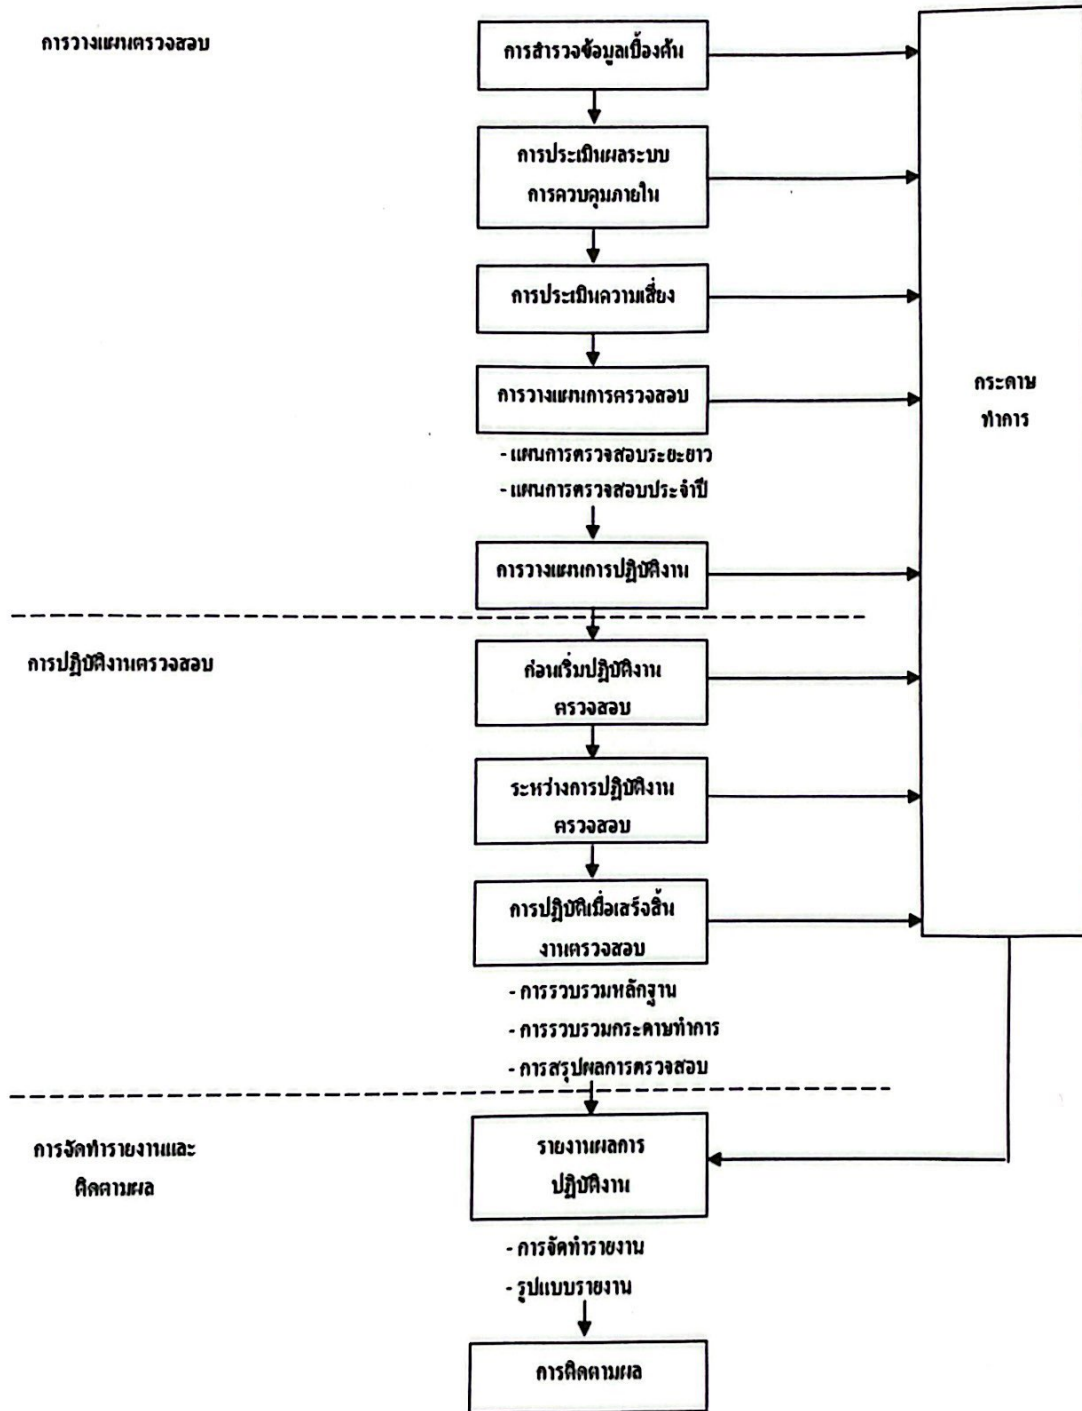 การวางแผนตรวจสอบ
การสำรวจข้อมูลเบื้องต้น
การประเมินผลระบบ
การควบคุมภายใน
การประเมินความเสี่ยง
การวางแผนการตรวจสอบ
- แผนการตรวจสอบระยะยาว
- แผนการตรวจสอบประจำปี
การวางแผนการปฏิบัติงาน
กระดาษ
ทำการ
การปฏิบัติงานตรวจสอบ
ก่อนเริ่มปฏิบัติงาน
ตรวจสอบ
ระหว่างการปฏิบัติงาน
ตรวจสอบ
การปฏิบัติเมื่อเสร็จสิ้น
งานตรวจสอบ
- การรวบรวมหลักฐาน
- การรวบรวมกระดาษทำการ
- การสรุปผลการตรวจสอบ
การจัดทำรายงานและ
ติดตามผล
รายงานผลการ
ปฏิบัติงาน
- การจัดทำรายงาน
- รูปแบบรายงาน
การติดตามผล